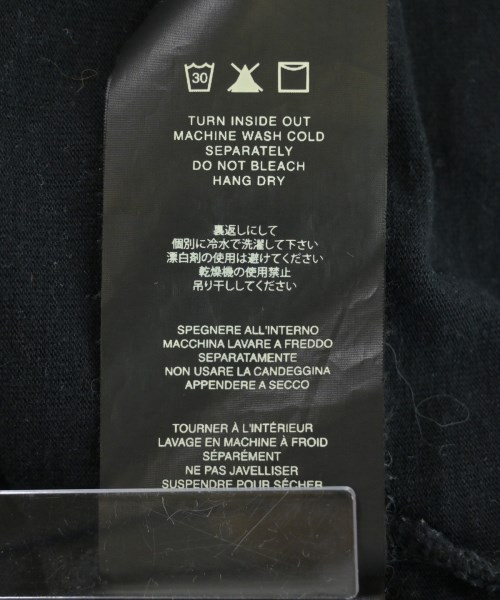 30
TURN INSIDE OUT
MACHINE WASH COLD
SEPARATELY
DO NOT BLEACH
HANG DRY
裏返しにして
個別に冷水で洗濯して下さい
漂白剤の使用は避けてください
乾燥機の使用禁止
吊り干ししてください
SPEGNERE ALL'INTERNO
MACCHINA LAVARE A FREDDO
SEPARATAMENTE
NON USARE LA CANDEGGINA
APPENDERE A SECCO
TOURNER À L'INTÉRIEUR
LAVAGE EN MACHINE À FROID
SÉPARÉMENT
NE PAS JAVELLISER
SUSPENDRE POUR SÉCHER